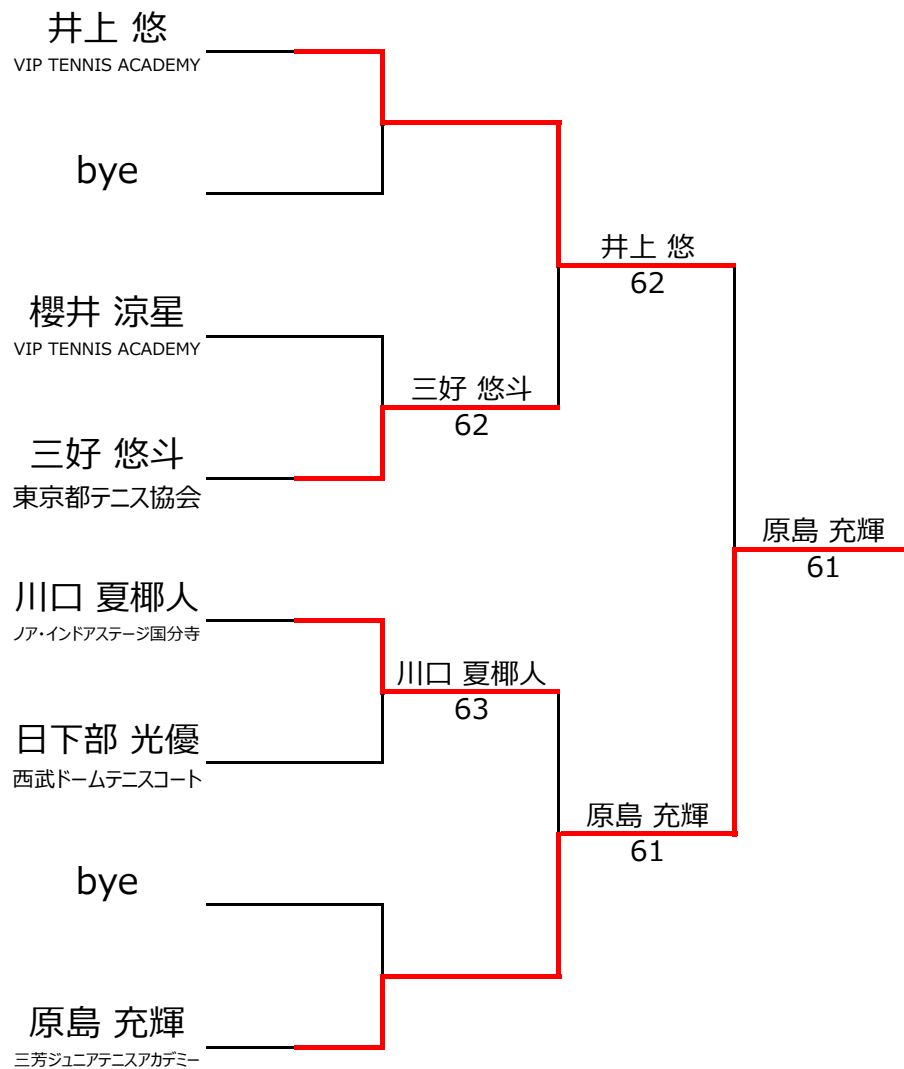 井上 悠
VIP TENNIS ACADEMY
bye
井上 悠
62
櫻井 涼星
VIP TENNIS ACADEMY
三好 悠斗
62
三好 悠斗
東京都テニス協会
原島 充輝
61
川口 夏椰人
ノア・インドアステージ国分寺
川口 夏椰人
63
日下部 光優
西武ドームテニスコート
原島 充輝
61
bye
原島 充輝
三芳ジュニアテニスアカデミー